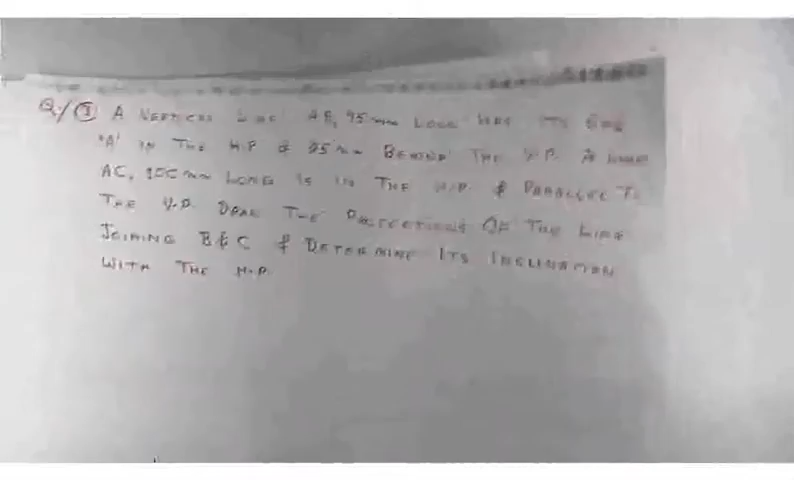 Q/① A VERTICAL LINE AB, 75mm LONG HAS ITS END
'A' IN THE H.P & 25mm BEHIND THE V.P. A LINE
AC, 100mm LONG IS IN THE H.P. & PARALLEL TO
THE V.P. DRAW THE PROJECTIONS OF THE LINE
JOINING B&C & DETERMINE ITS INCLINATION
WITH THE H.P.